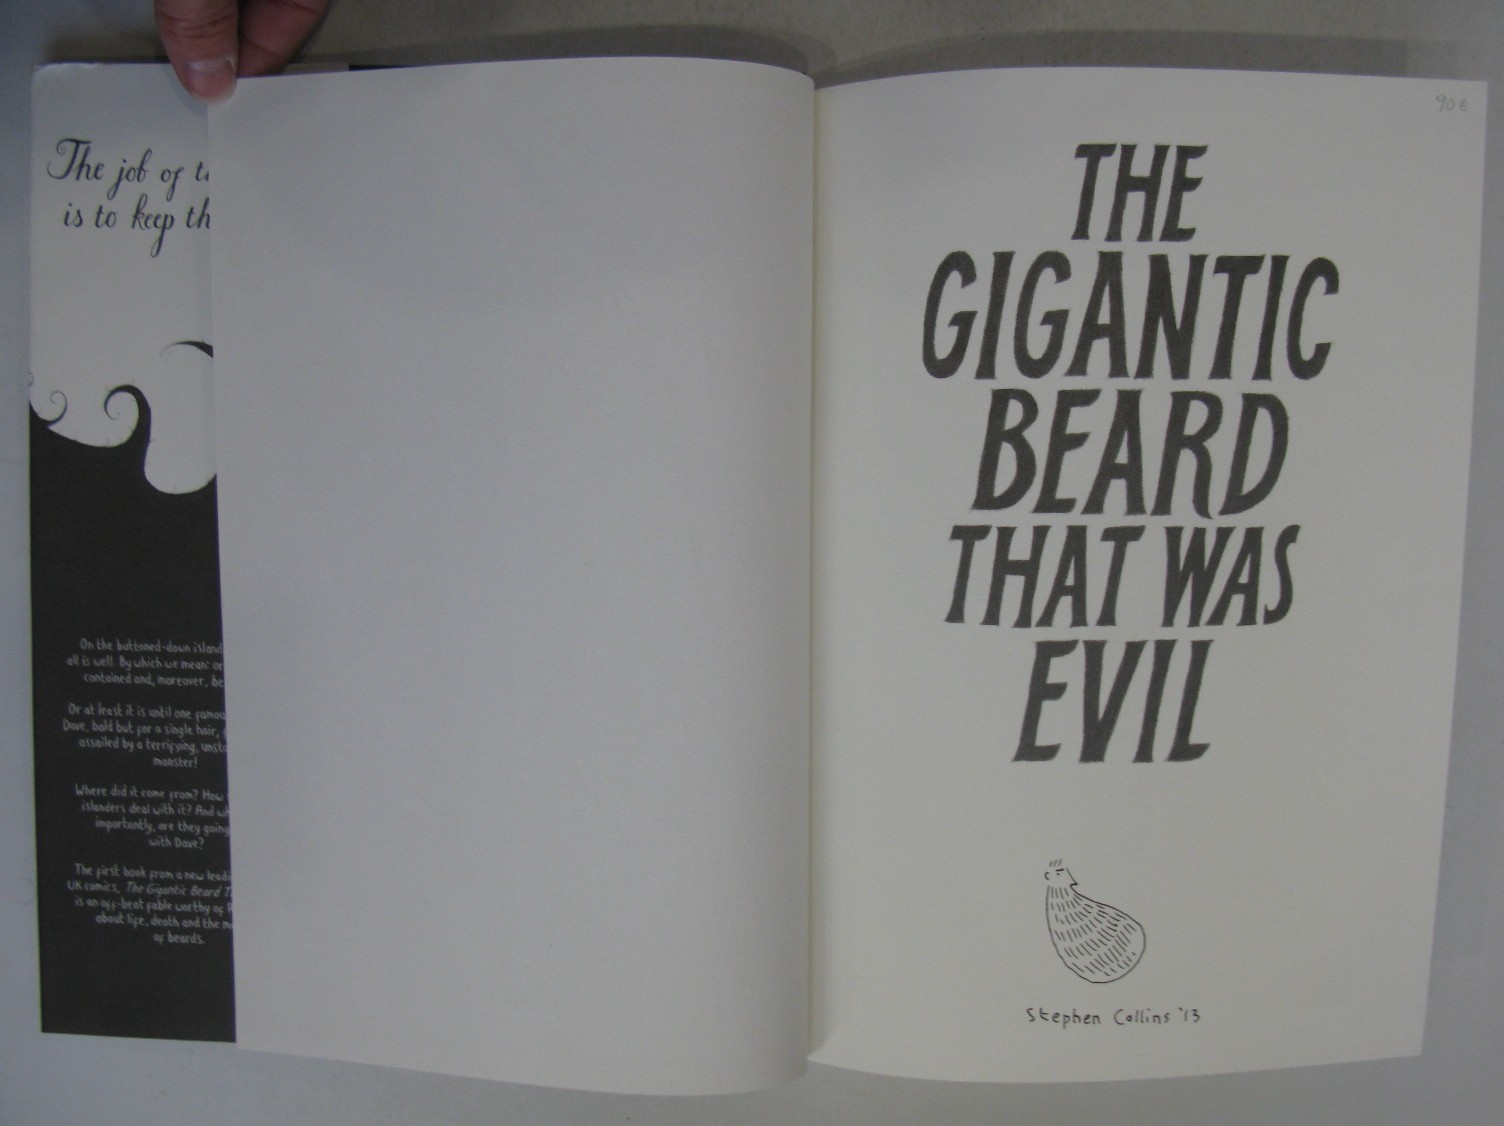 The job of
is to keep
On the buttoned-down island
all is well. By which we mean: or
contained and, moreover, be
Or at least it is until one famou
Dave, bald but for a single hair,
assailed by a terrifying, unsto
monster!
Where did it come from? How
islanders deal with it? And wh
importantly, are they going
with Dave?
The first book from a new leadi
UK comics, The Gigantic Beard T
is an off-beat fable worthy of
about life, death and the m
of beards.
90€
THE
GIGANTIC
BEARD
THAT WAS
EVIL
Stephen Collins '13